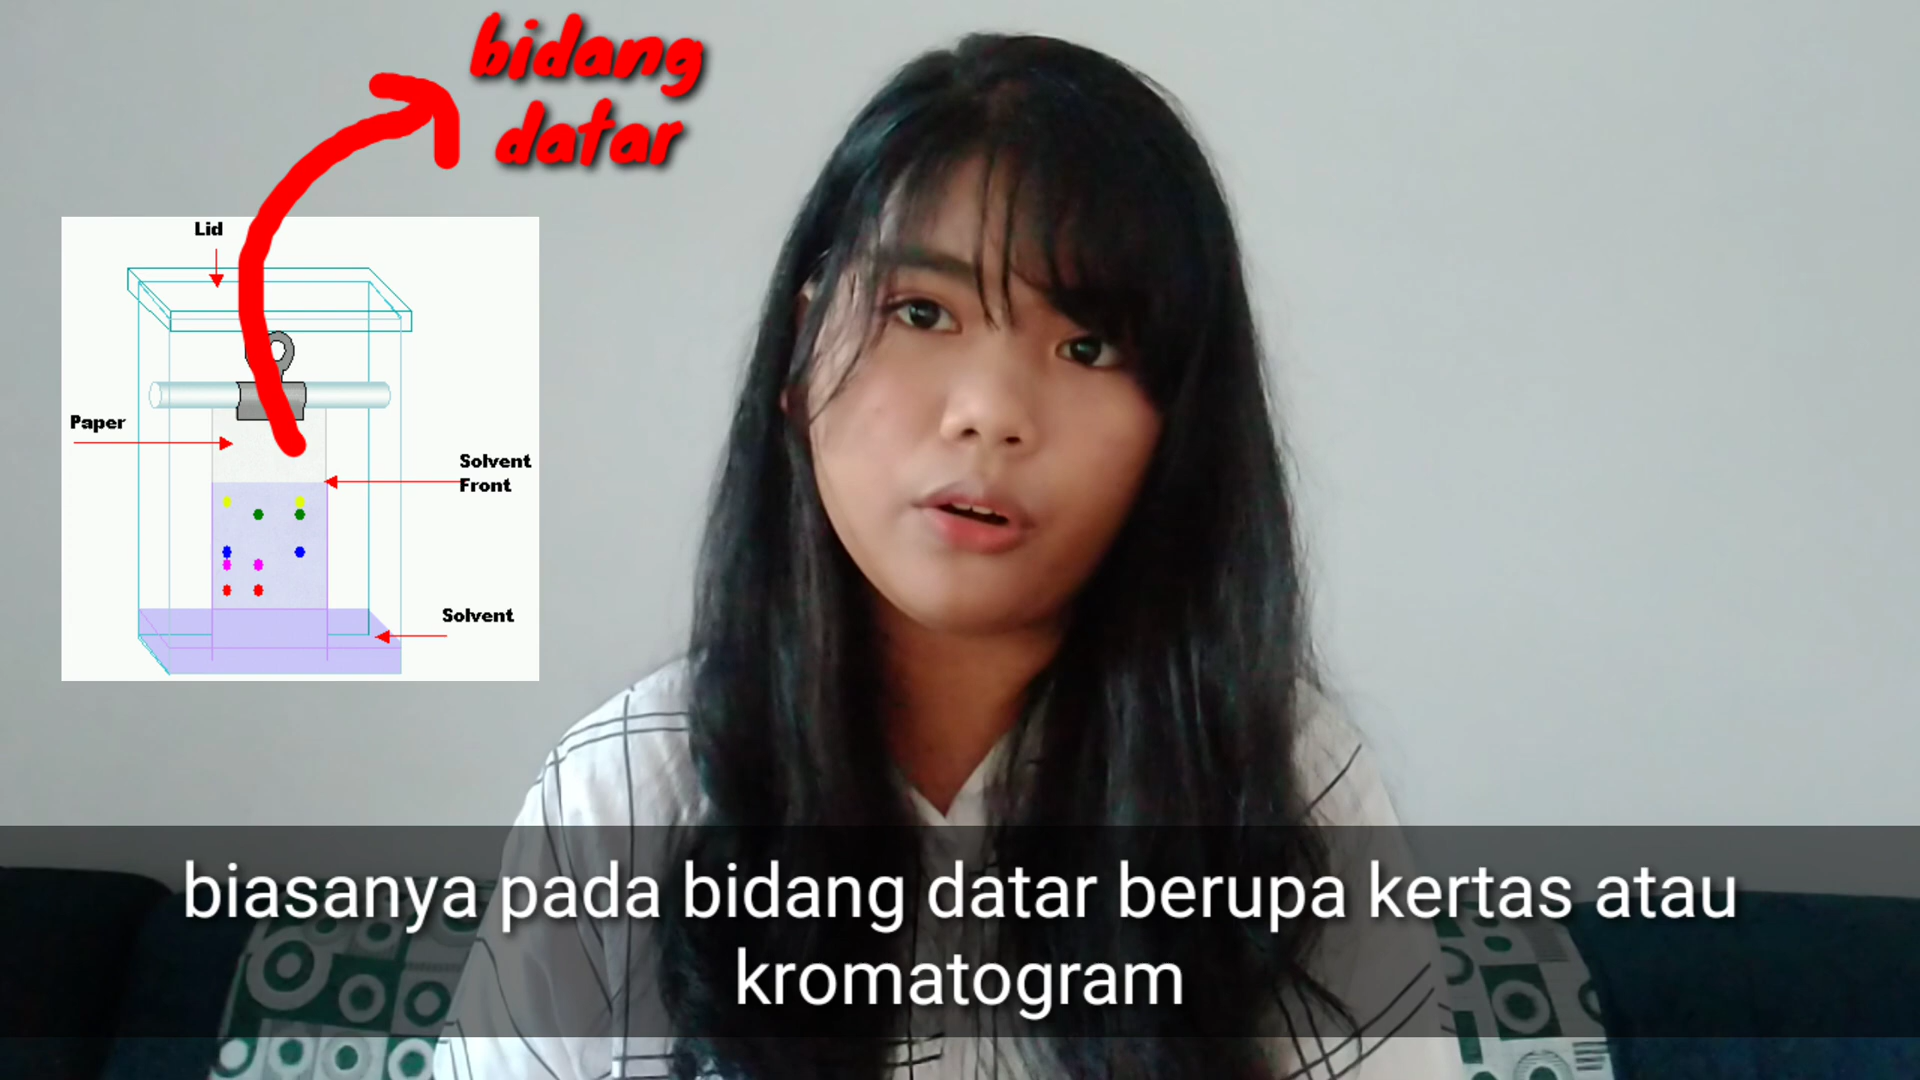 bidang
datar
Lid
Paper
Solvent
Front
Solvent
biasanya pada bidang datar berupa kertas atau
kromatogram